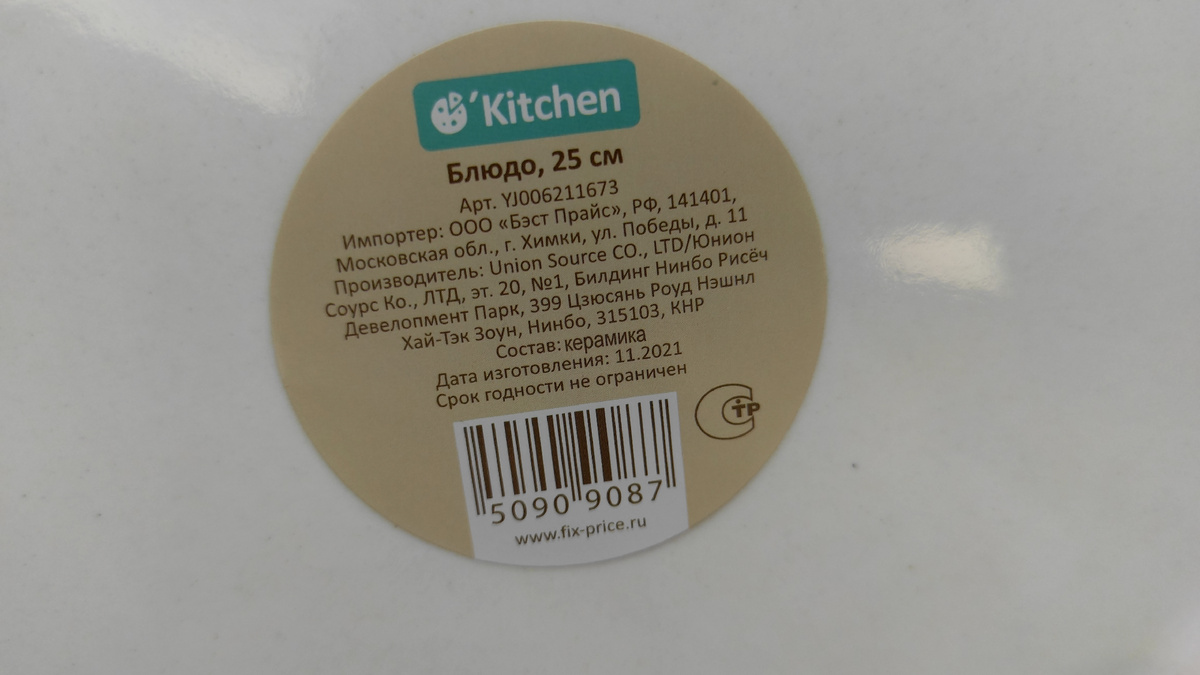 'Kitchen
Блюдо, 25 см
Арт. YJ006211673
Импортер: ООО «Бэст Прайс», РФ, 141401,
Московская обл., г. Химки, ул. Победы, д. 11
Производитель: Union Source CO., LTD/Юнион
Соурс Ко., ЛТД, эт. 20, №1, Билдинг Нинбо Рисёч
Девелопмент Парк, 399 Цзюсянь Роуд Нэшнл
Хай-Тэк Зоун, Нинбо, 315103, КНР
Состав: керамика
Дата изготовления: 11.2021
Срок годности не ограничен
СТР
5090 9087
www.fix-price.ru